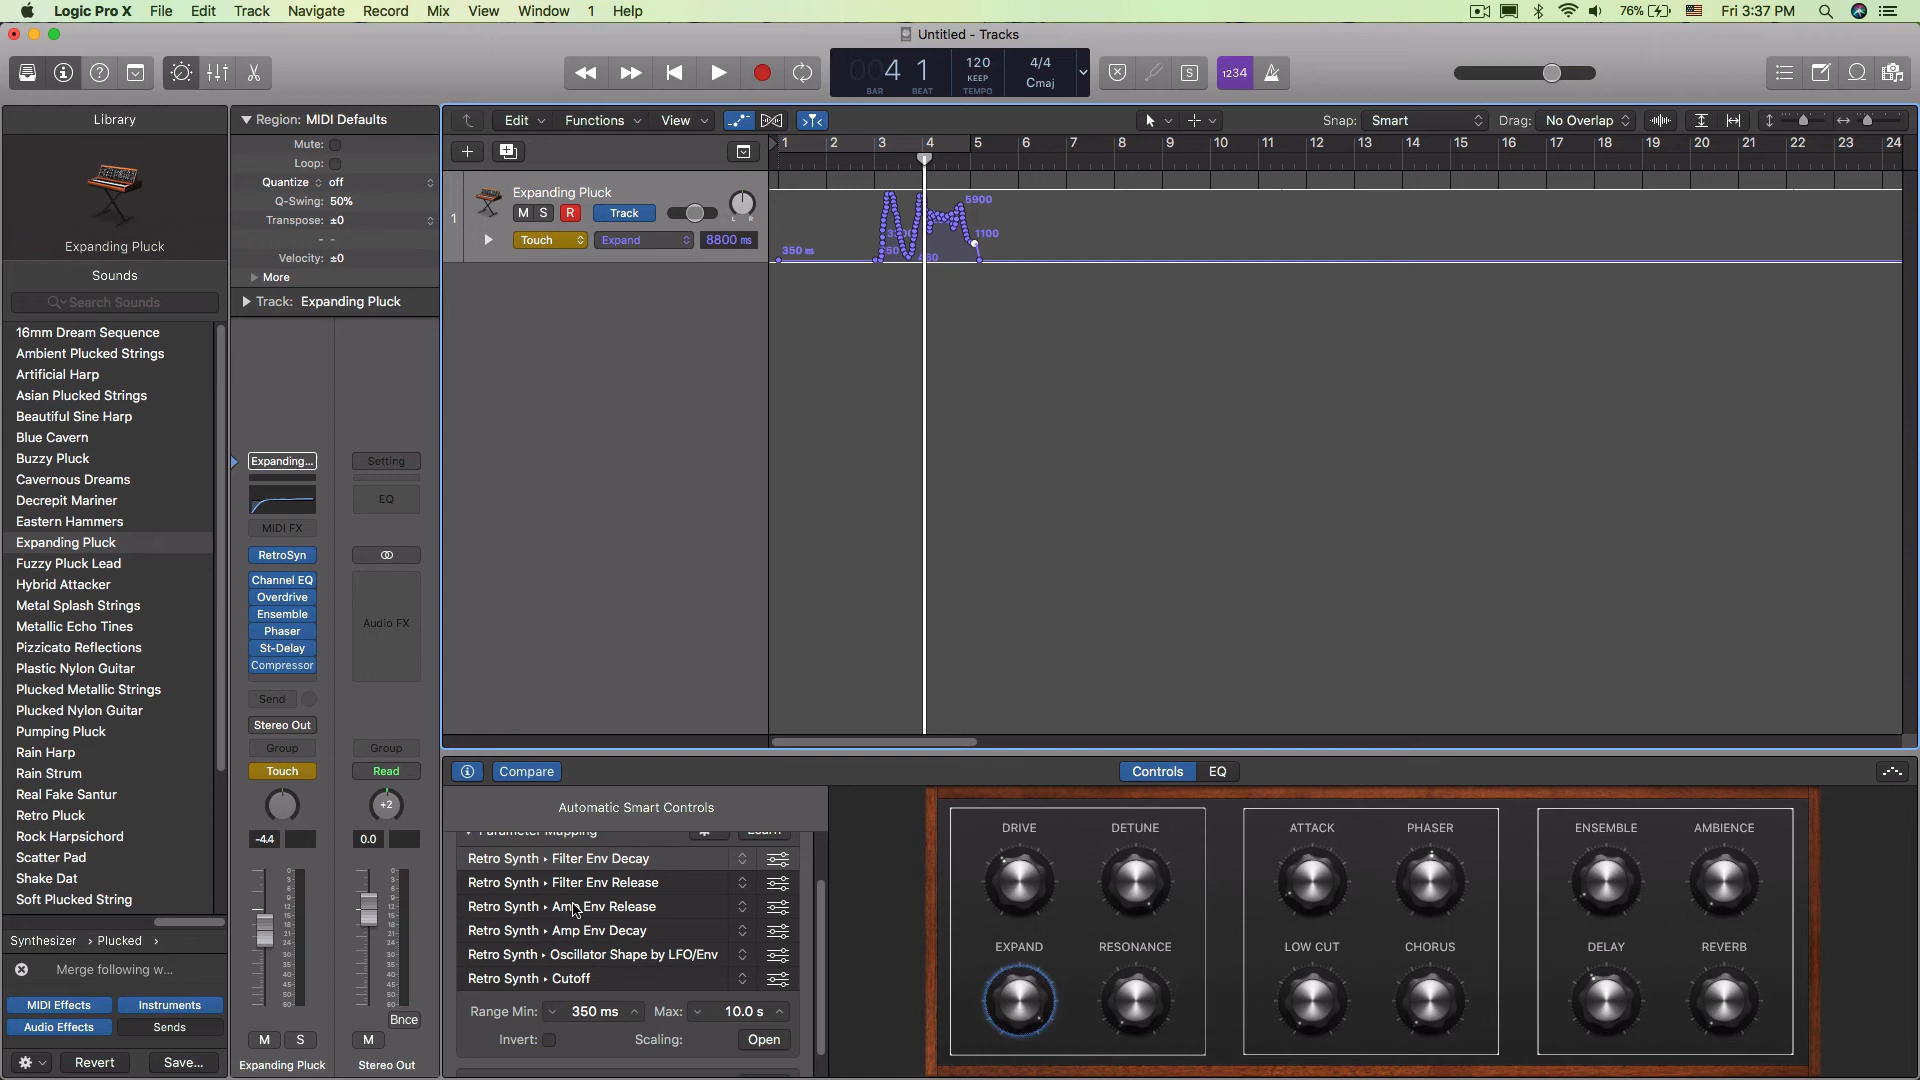 Logic Pro X File Edit Track Navigate Record Mix View Window 1 Help 76% Fri 3:37 PM
Untitled - Tracks
4 1 120 KEEP 4/4 Cmaj
BAR BEAT TEMPO
S 1234
Library
Expanding Pluck
Sounds
Search Sounds
16mm Dream Sequence
Ambient Plucked Strings
Artificial Harp
Asian Plucked Strings
Beautiful Sine Harp
Blue Cavern
Buzzy Pluck
Cavernous Dreams
Decrepit Mariner
Eastern Hammers
Expanding Pluck
Fuzzy Pluck Lead
Hybrid Attacker
Metal Splash Strings
Metallic Echo Tines
Pizzicato Reflections
Plastic Nylon Guitar
Plucked Metallic Strings
Plucked Nylon Guitar
Pumping Pluck
Rain Harp
Rain Strum
Real Fake Santur
Retro Pluck
Rock Harpsichord
Scatter Pad
Shake Dat
Soft Plucked String
Synthesizer Plucked
Merge following w...
MIDI Effects Instruments
Audio Effects Sends
Revert Save...
Region: MIDI Defaults
Mute:
Loop:
Quantize off
Q-Swing: 50%
Transpose: ±0
- -
Velocity: ±0
More
Track: Expanding Pluck
Expanding... Setting
EQ
MIDI FX
RetroSyn
Channel EQ
Overdrive
Ensemble
Phaser
St-Delay
Compressor
Audio FX
Send
Stereo Out
Group Group
Touch Read
+2
-4.4 0.0
Bnce
M S M
Expanding Pluck Stereo Out
Edit Functions View Snap: Smart Drag: No Overlap
1 2 3 4 5 6 7 8 9 10 11 12 13 14 15 16 17 18 19 20 21 22 23 24
1 Expanding Pluck
M S R Track L R
Touch Expand 8800 ms
350 ms 5900 1100
Compare Controls EQ
Automatic Smart Controls
Parameter Mapping Learn
Retro Synth ▸ Filter Env Decay
Retro Synth ▸ Filter Env Release
Retro Synth ▸ Amp Env Release
Retro Synth ▸ Amp Env Decay
Retro Synth ▸ Oscillator Shape by LFO/Env
Retro Synth ▸ Cutoff
Range Min: 350 ms Max: 10.0 s
Invert: Scaling: Open
DRIVE DETUNE ATTACK PHASER ENSEMBLE AMBIENCE
EXPAND RESONANCE LOW CUT CHORUS DELAY REVERB